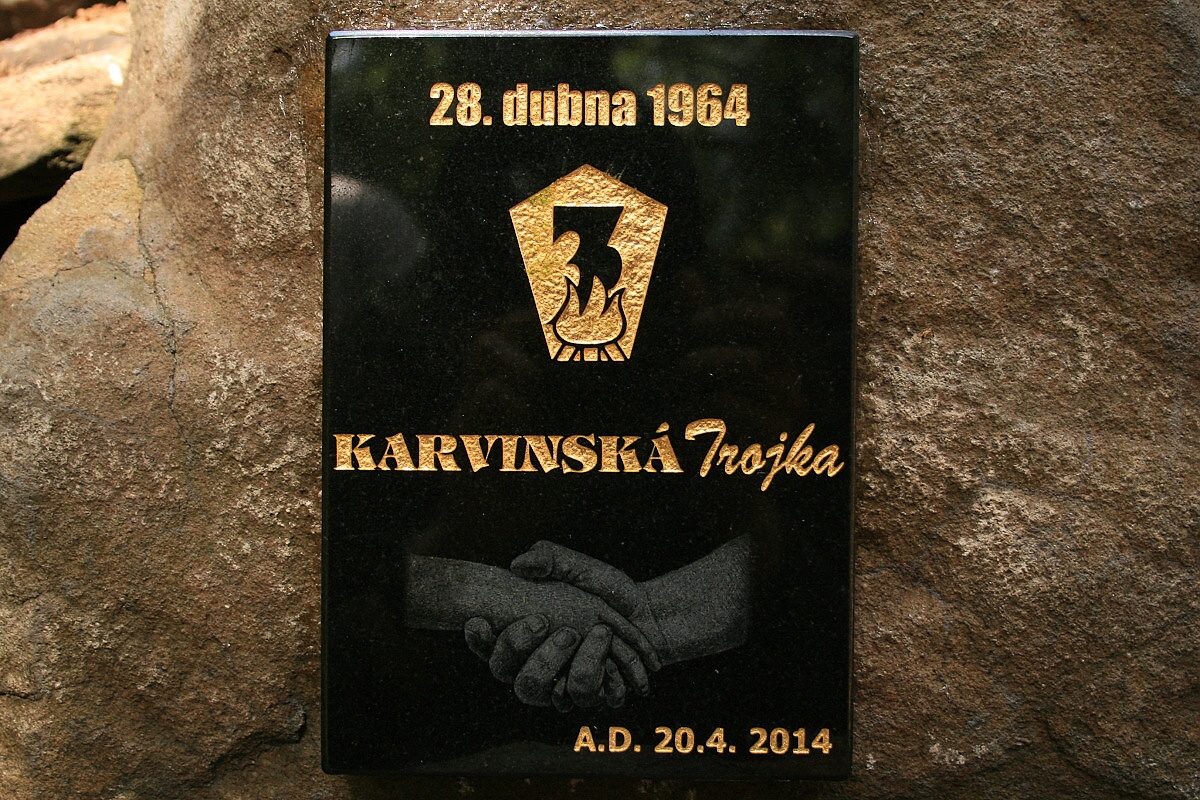 28. dubna 1964
3
KARVINSKÁ Trojka
A.D. 20.4. 2014